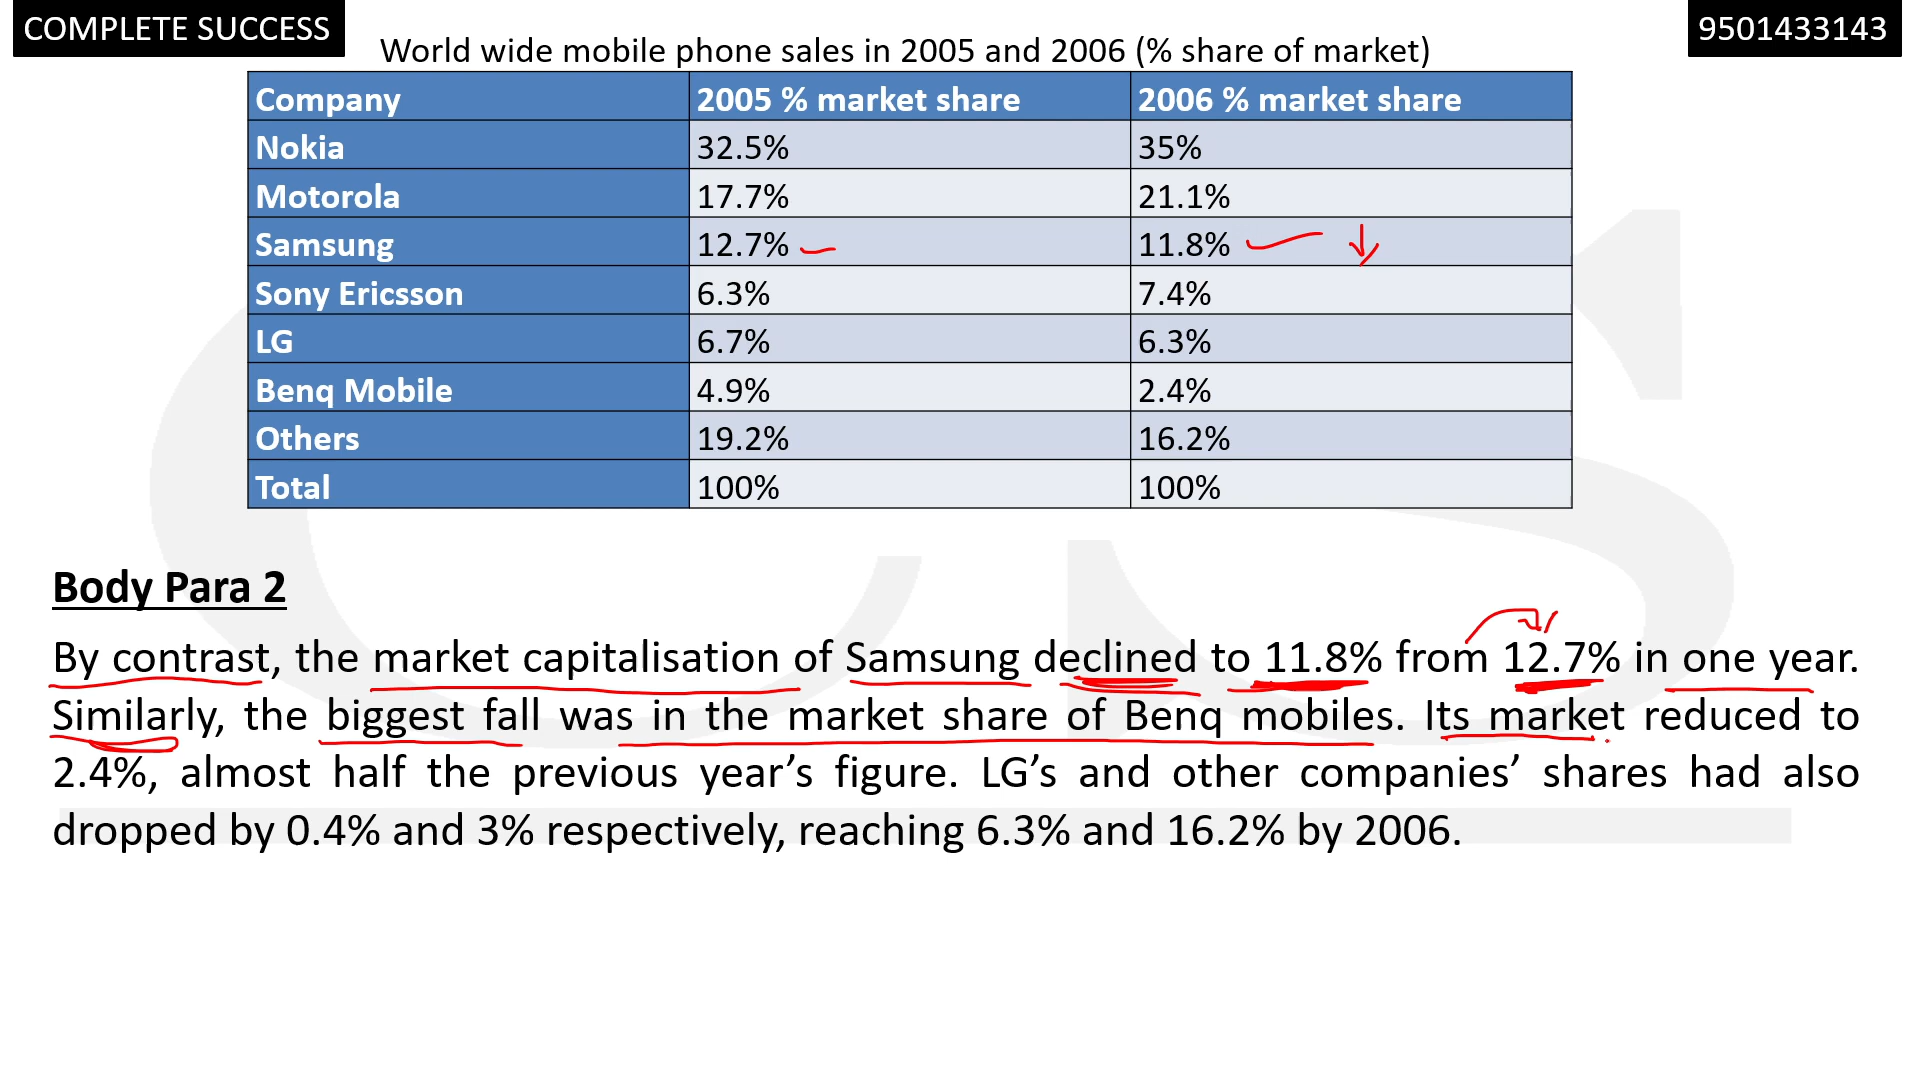 COMPLETE SUCCESS
9501433143
World wide mobile phone sales in 2005 and 2006 (% share of market)
Company 2005 % market share 2006 % market share
Nokia 32.5% 35%
Motorola 17.7% 21.1%
Samsung 12.7% 11.8%
Sony Ericsson 6.3% 7.4%
LG 6.7% 6.3%
Benq Mobile 4.9% 2.4%
Others 19.2% 16.2%
Total 100% 100%
Body Para 2
By contrast, the market capitalisation of Samsung declined to 11.8% from 12.7% in one year.
Similarly, the biggest fall was in the market share of Benq mobiles. Its market reduced to
2.4%, almost half the previous year’s figure. LG’s and other companies’ shares had also
dropped by 0.4% and 3% respectively, reaching 6.3% and 16.2% by 2006.